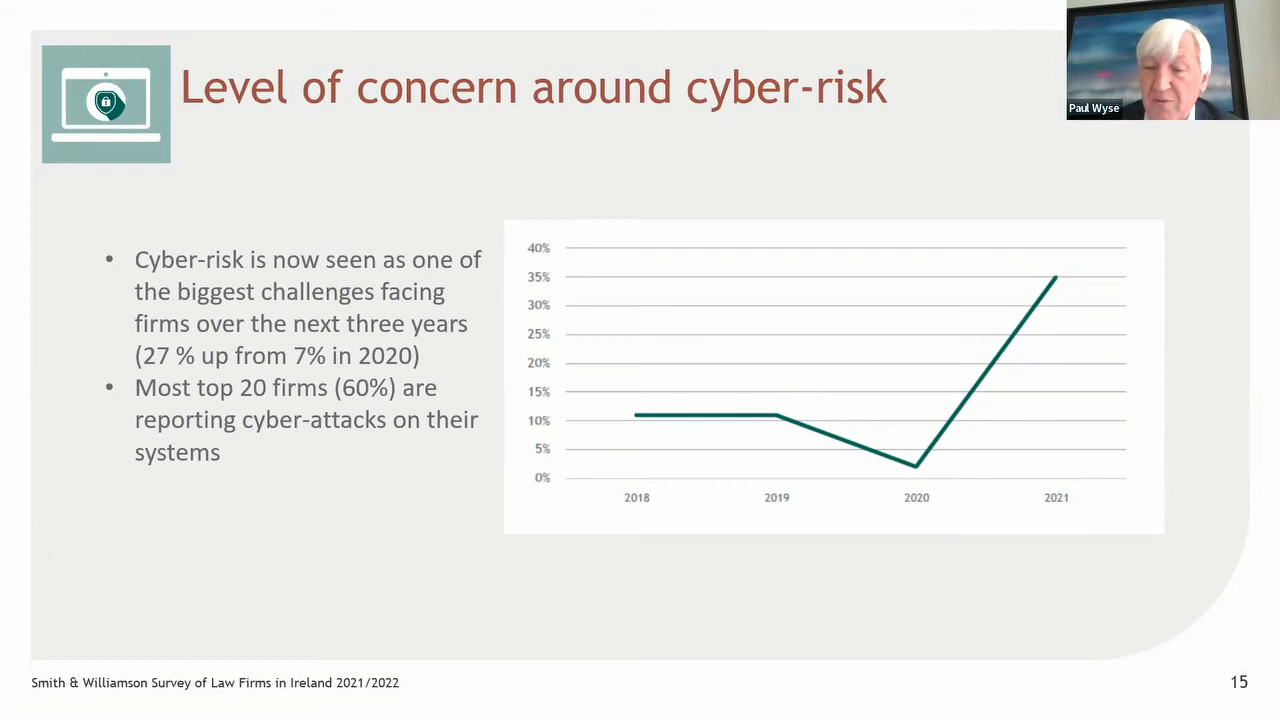 Level of concern around cyber-risk
Paul Wyse
• Cyber-risk is now seen as one of
the biggest challenges facing
firms over the next three years
(27 % up from 7% in 2020)
• Most top 20 firms (60%) are
reporting cyber-attacks on their
systems
40%
35%
30%
25%
20%
15%
10%
5%
0%
2018 2019 2020 2021
Smith & Williamson Survey of Law Firms in Ireland 2021/2022
15